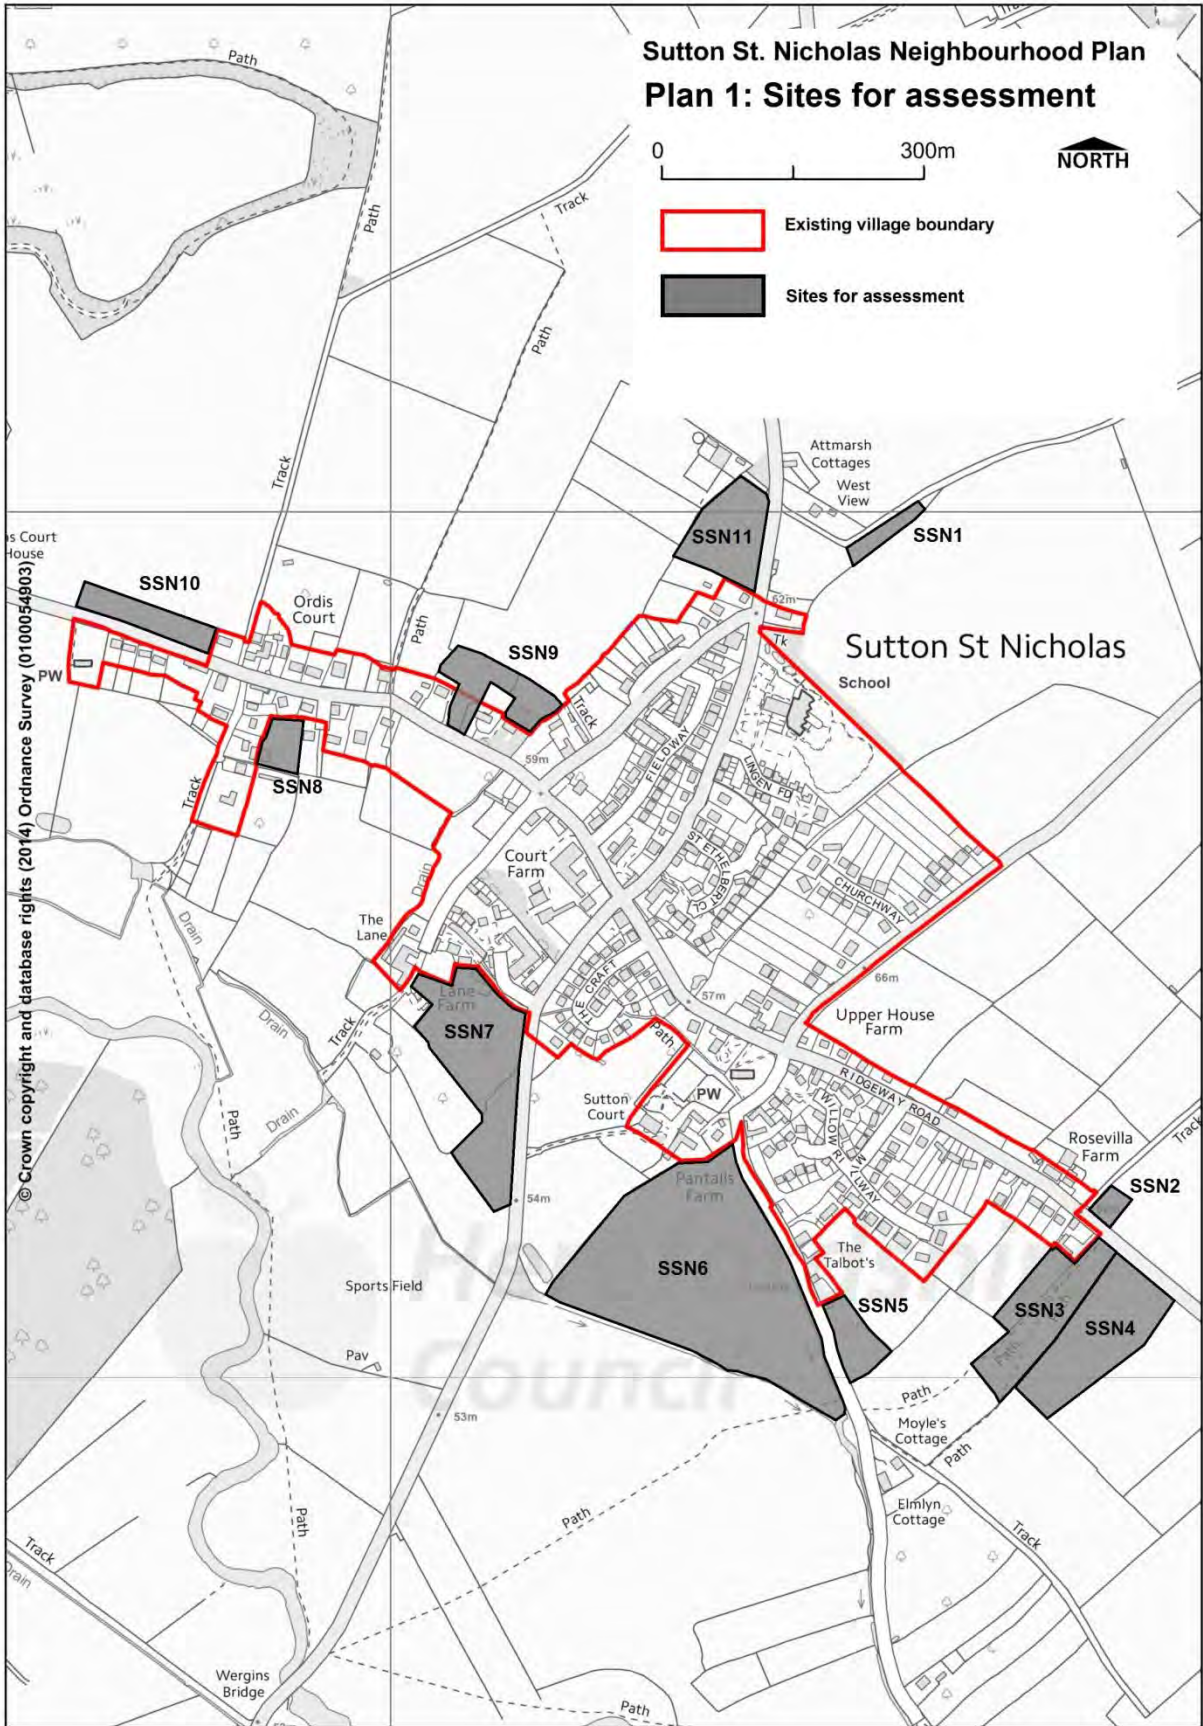 Sutton St. Nicholas Neighbourhood Plan
Plan 1: Sites for assessment
0
300m
NORTH
Existing village boundary
Sites for assessment
Path
Path
Track
Path
Track
Attmarsh
Cottages
West
View
SSN11
SSN1
s Court
House
SSN10
Ordis
Court
Path
SSN9
62m
Tk
Sutton St Nicholas
School
PW
Track
59m
FIELDWAY
LINGEN FD
SSN8
Track
ST ETHELBERT CL
Court
Farm
Drain
CHURCHWAY
The
Lane
Drain
66m
THE CRAFT
Lane
Farm
57m
Upper House
Farm
Drain
Track
SSN7
Path
RIDGEWAY ROAD
Sutton
Court
PW
WILLOW RI
MILLWAY
Rosevilla
Farm
Track
Path
Drain
Pantalls
Farm
SSN2
54m
The
Talbot's
SSN6
Sports Field
SSN5
SSN3
SSN4
Path
Council
Pav
Path
53m
Moyle's
Cottage
Path
Elmlyn
Cottage
Path
Path
Track
Track
Drain
Wergins
Bridge
Path
© Crown copyright and database rights (2014) Ordnance Survey (0100054903)